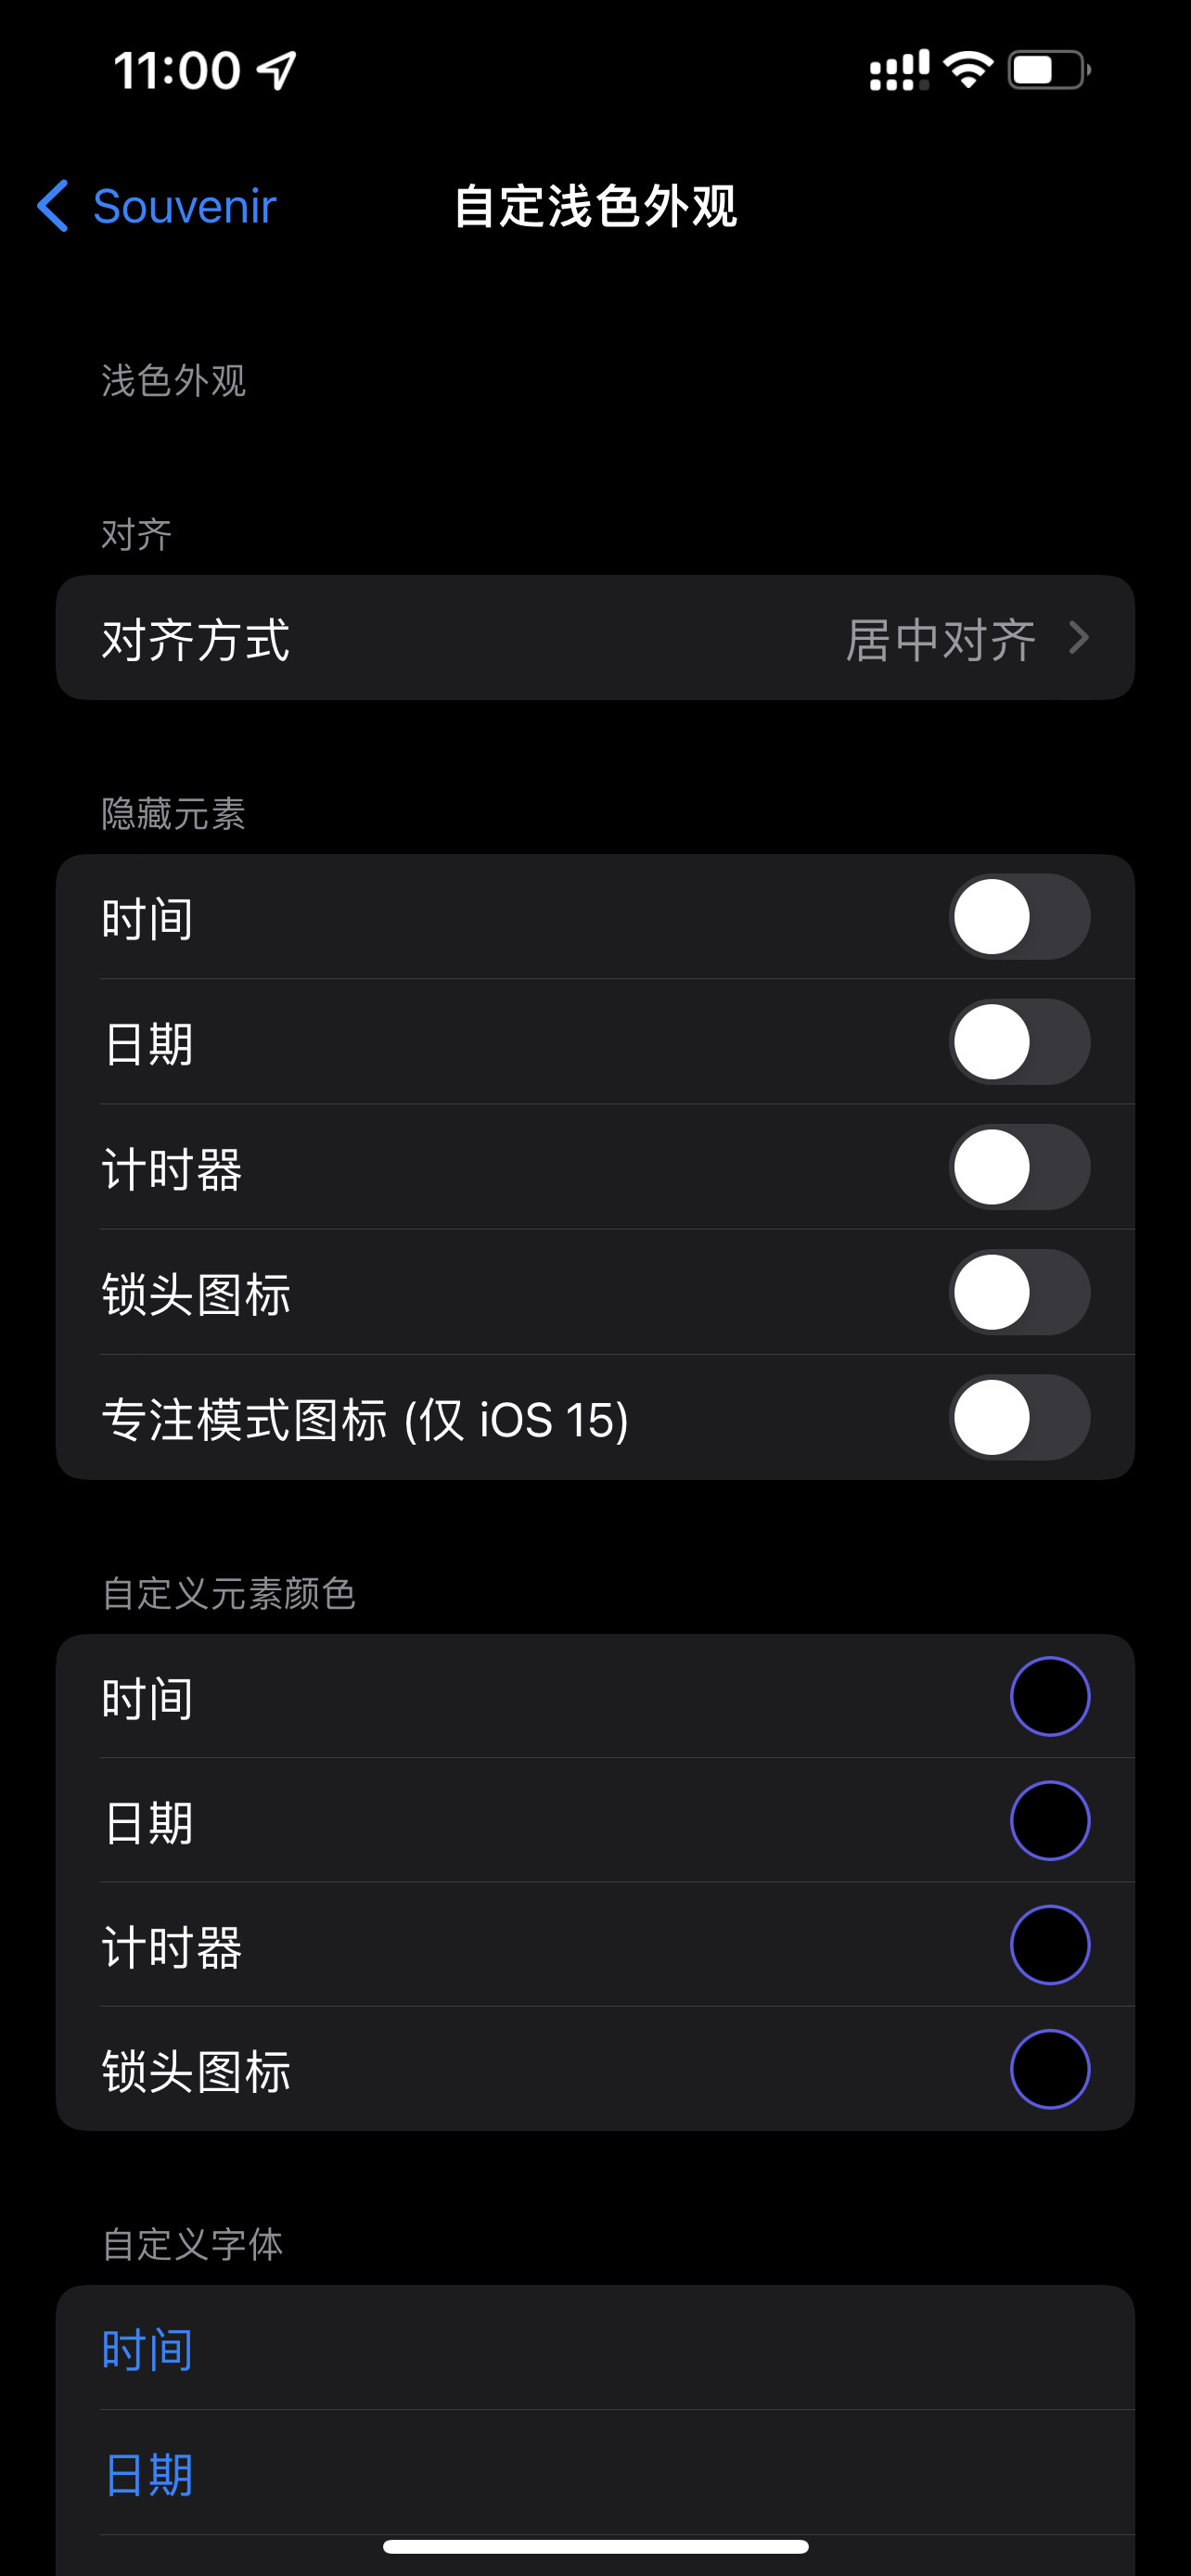 11:00
Souvenir
自定浅色外观
浅色外观
对齐
对齐方式
居中对齐
隐藏元素
时间
日期
计时器
锁头图标
专注模式图标 (仅 iOS 15)
自定义元素颜色
时间
日期
计时器
锁头图标
自定义字体
时间
日期